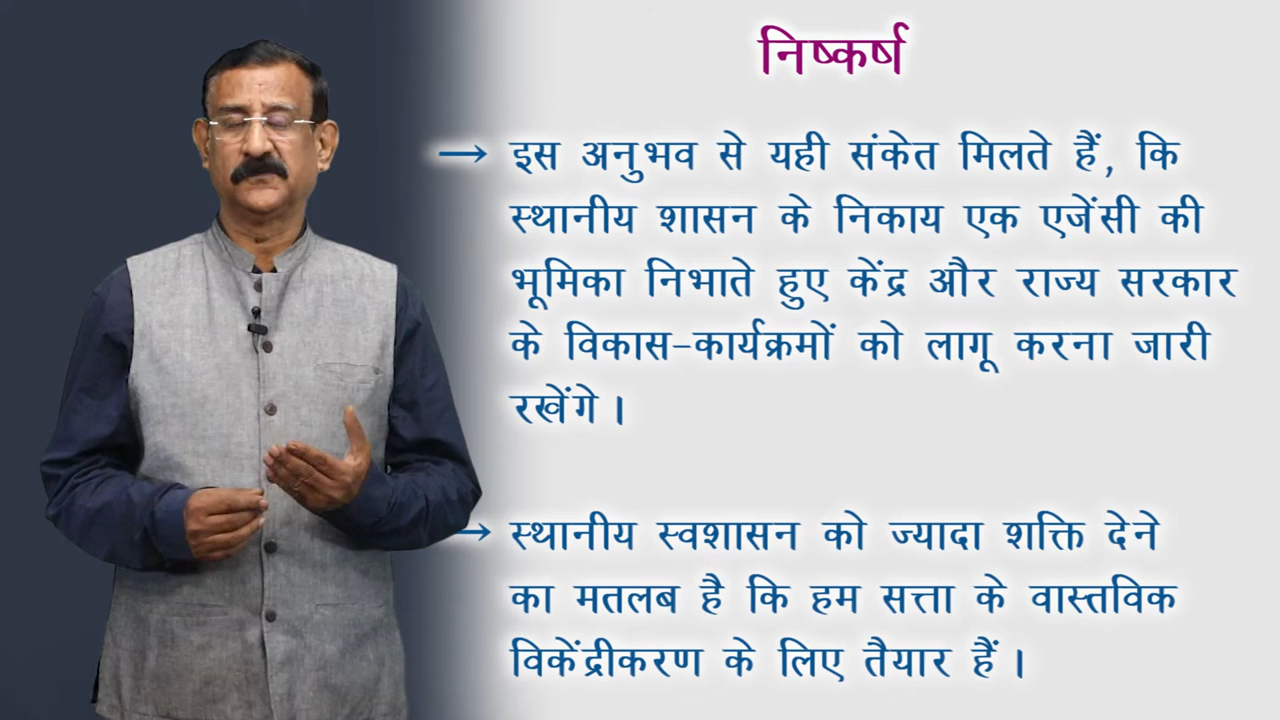 निष्कर्ष
→ इस अनुभव से यही संकेत मिलते हैं, कि
स्थानीय शासन के निकाय एक एजेंसी की
भूमिका निभाते हुए केंद्र और राज्य सरकार
के विकास-कार्यक्रमों को लागू करना जारी
रखेंगे।
→ स्थानीय स्वशासन को ज्यादा शक्ति देने
का मतलब है कि हम सत्ता के वास्तविक
विकेंद्रीकरण के लिए तैयार हैं।